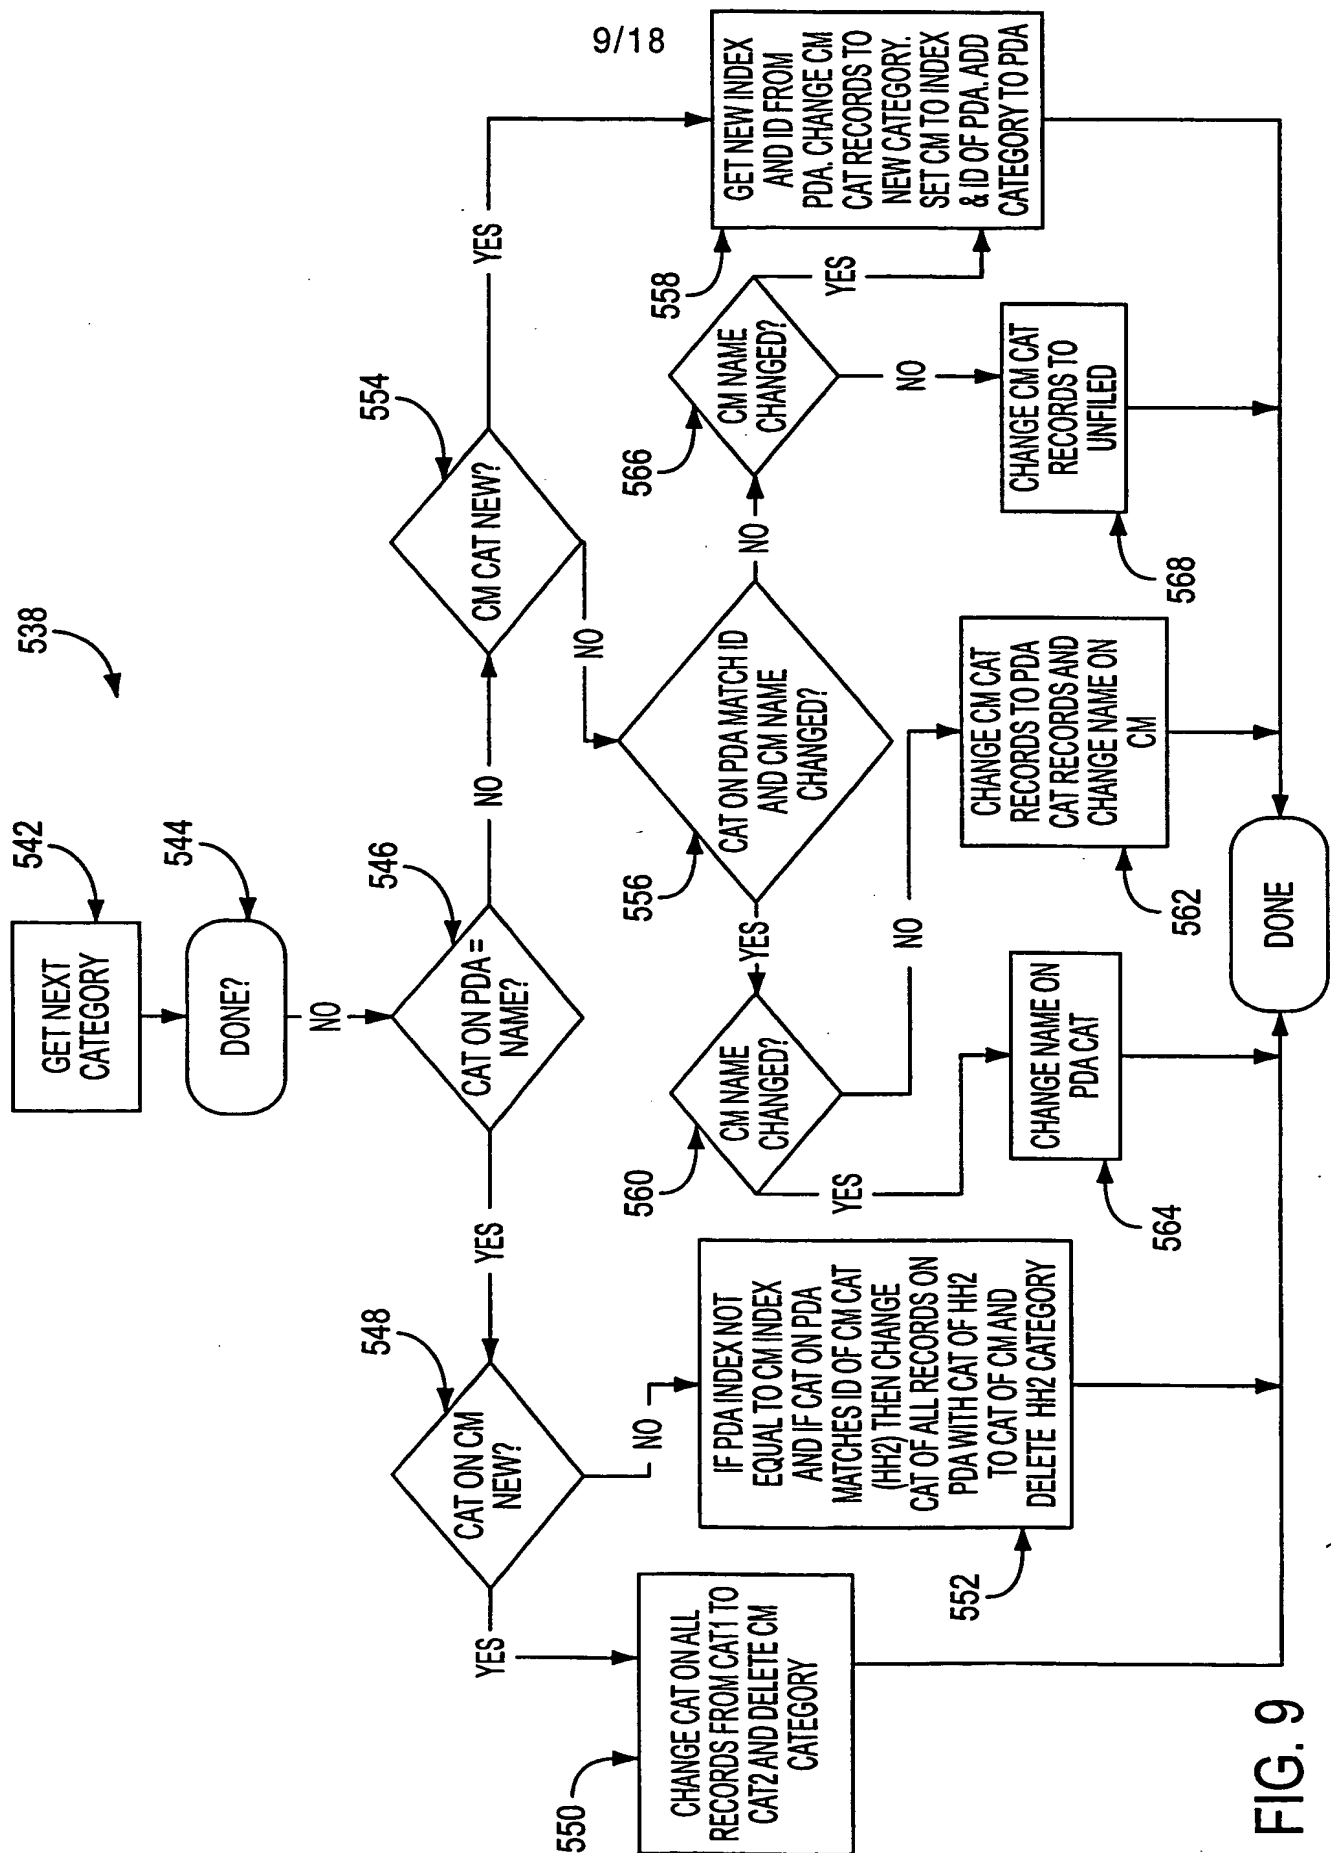 9/18
538
542
GET NEXT
CATEGORY
544
DONE?
NO
546
CAT ON PDA =
NAME?
YES
NO
548
CAT ON CM
NEW?
YES
NO
554
CM CAT NEW?
NO
YES
550
CHANGE CAT ON ALL
RECORDS FROM CAT1 TO
CAT2 AND DELETE CM
CATEGORY
552
IF PDA INDEX NOT
EQUAL TO CM INDEX
AND IF CAT ON PDA
MATCHES ID OF CM CAT
(HH2) THEN CHANGE
CAT OF ALL RECORDS ON
PDA WITH CAT OF HH2
TO CAT OF CM AND
DELETE HH2 CATEGORY
556
CAT ON PDA MATCH ID
AND CM NAME
CHANGED?
YES
NO
560
CM NAME
CHANGED?
YES
NO
566
CM NAME
CHANGED?
YES
NO
558
GET NEW INDEX
AND ID FROM
PDA. CHANGE CM
CAT RECORDS TO
NEW CATEGORY.
SET CM TO INDEX
& ID OF PDA. ADD
CATEGORY TO PDA
564
CHANGE NAME ON
PDA CAT
562
CHANGE CM CAT
RECORDS TO PDA
CAT RECORDS AND
CHANGE NAME ON
CM
568
CHANGE CM CAT
RECORDS TO
UNFILED
DONE
FIG. 9